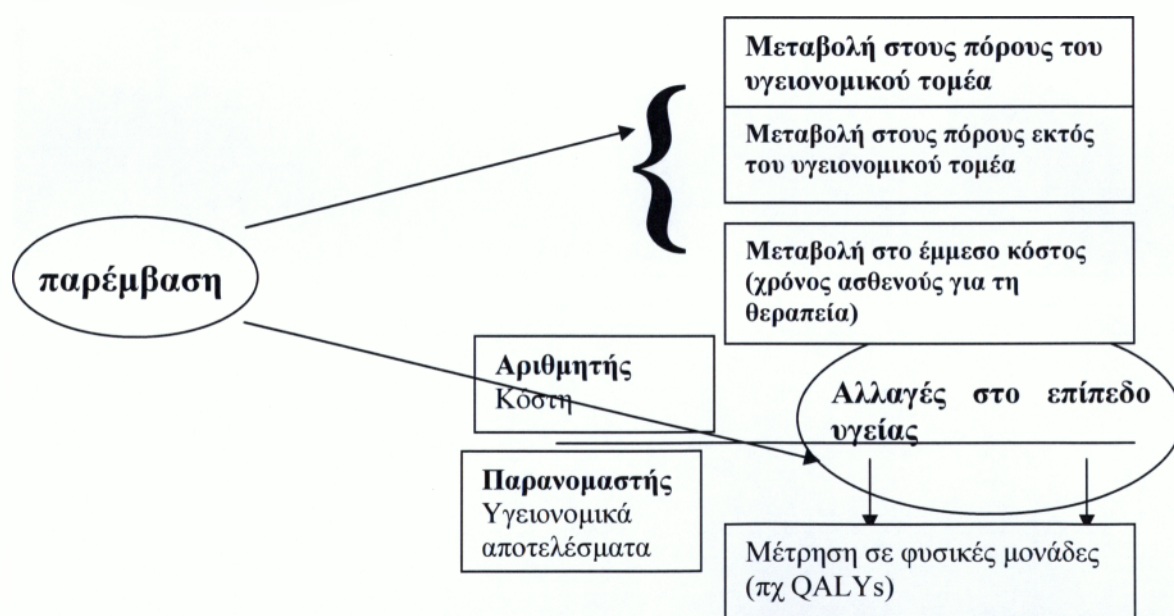 Μεταβολή στους πόρους του
υγειονομικού τομέα
Μεταβολή στους πόρους εκτός
του υγειονομικού τομέα
παρέμβαση
Μεταβολή στο έμμεσο κόστος
(χρόνος ασθενούς για τη
θεραπεία)
Αριθμητής
Κόστη
Αλλαγές στο επίπεδο
υγείας
Παρανομαστής
Υγειονομικά
αποτελέσματα
Μέτρηση σε φυσικές μονάδες
(πχ QALYs)